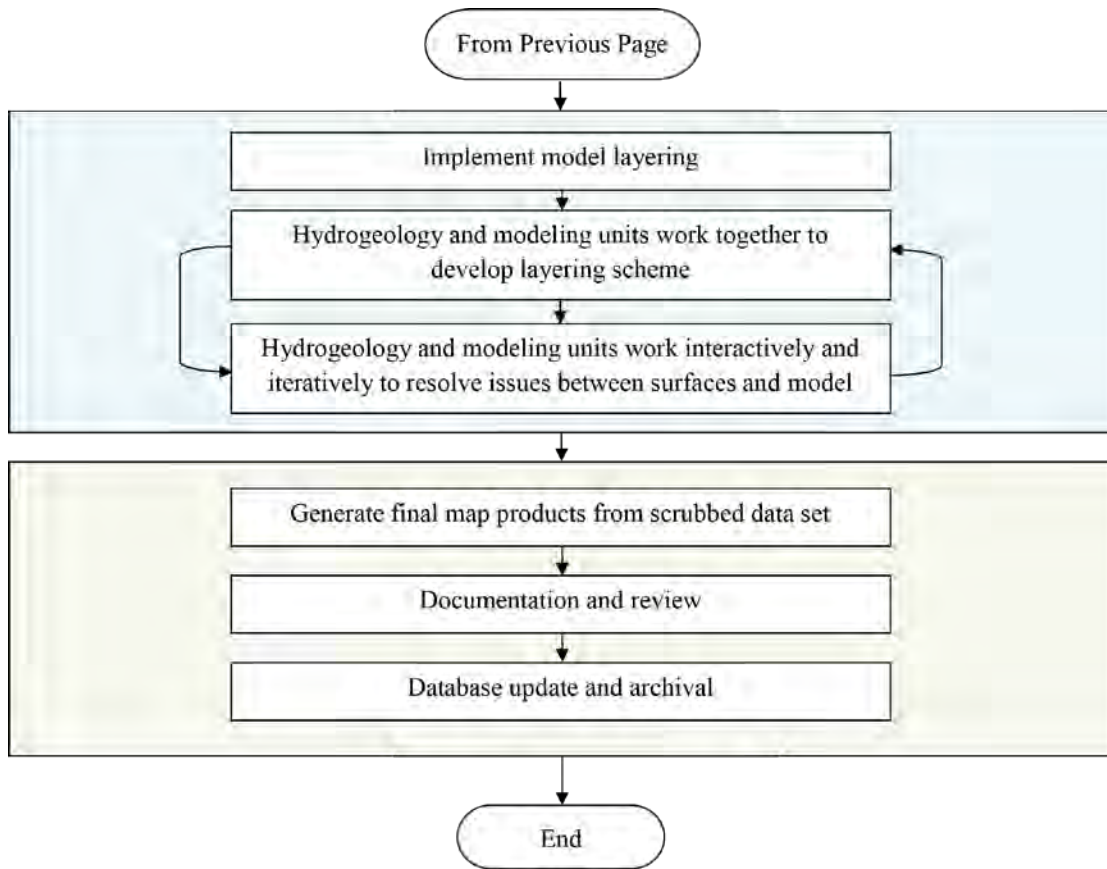 From Previous Page
Implement model layering
Hydrogeology and modeling units work together to
develop layering scheme
Hydrogeology and modeling units work interactively and
iteratively to resolve issues between surfaces and model
Generate final map products from scrubbed data set
Documentation and review
Database update and archival
End